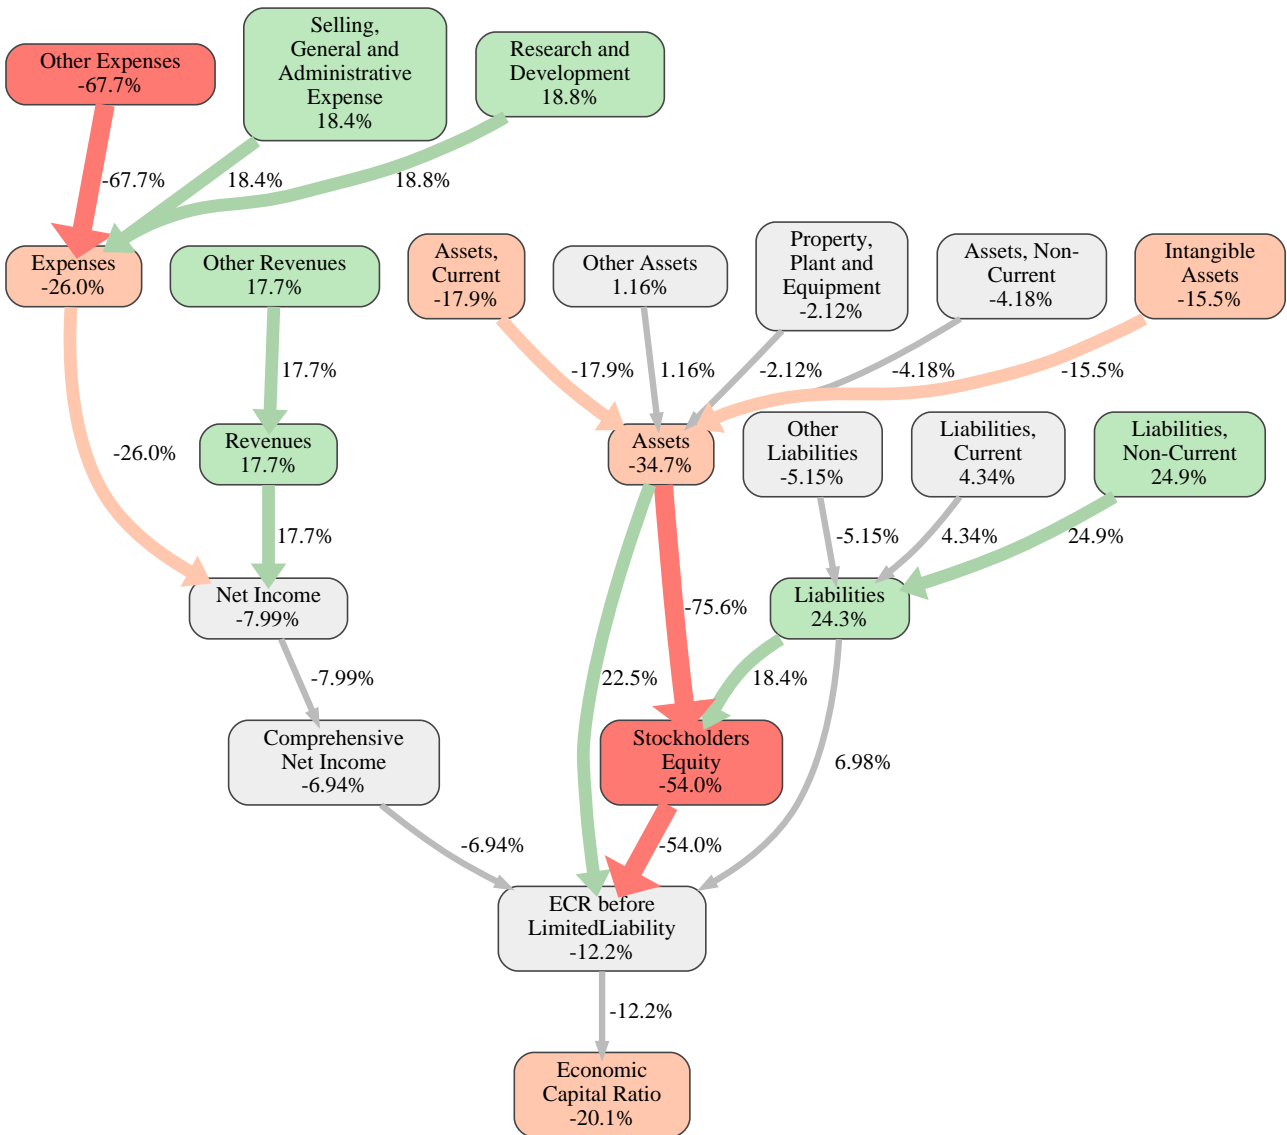 Other Expenses
-67.7%
Selling,
General and
Administrative
Expense
18.4%
Research and
Development
18.8%
-67.7%
18.4%
18.8%
Expenses
-26.0%
Other Revenues
17.7%
Assets,
Current
-17.9%
Other Assets
1.16%
Property,
Plant and
Equipment
-2.12%
Assets, Non-
Current
-4.18%
Intangible
Assets
-15.5%
17.7%
-17.9%
1.16%
-2.12%
-4.18%
-15.5%
-26.0%
Revenues
17.7%
Assets
-34.7%
Other
Liabilities
-5.15%
Liabilities,
Current
4.34%
Liabilities,
Non-Current
24.9%
17.7%
-5.15%
4.34%
24.9%
Net Income
-7.99%
-75.6%
Liabilities
24.3%
-7.99%
22.5%
18.4%
Comprehensive
Net Income
-6.94%
Stockholders
Equity
-54.0%
6.98%
-6.94%
-54.0%
ECR before
LimitedLiability
-12.2%
-12.2%
Economic
Capital Ratio
-20.1%